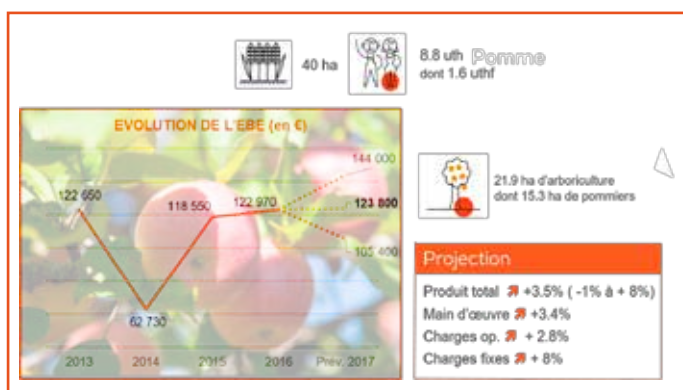 40 ha
8.8 uth Pomme
dont 1.6 uthf
EVOLUTION DE L'EBE (en €)
144 000
122 650
118 550
122 970
123 800
105 400
62 730
2013
2014
2015
2016
Prev. 2017
21.9 ha d'arboriculture
dont 15.3 ha de pommiers
Projection
Produit total +3.5% ( -1% à + 8%)
Main d'œuvre +3.4%
Charges op. + 2.8%
Charges fixes + 8%